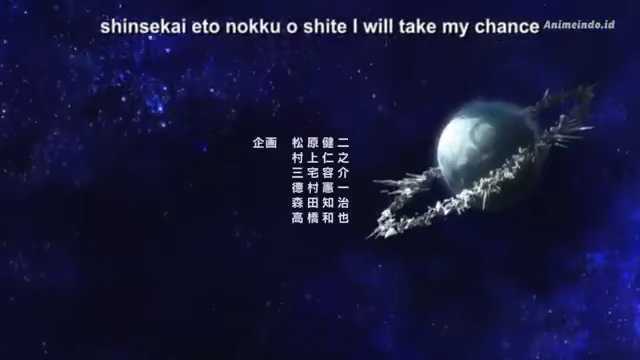 shinsekai eto nokku o shite I will take my chance
Animeindo.id
企画 松原健二
村上仁之
三宅容介
德村憲一
森田知治
高橋和也